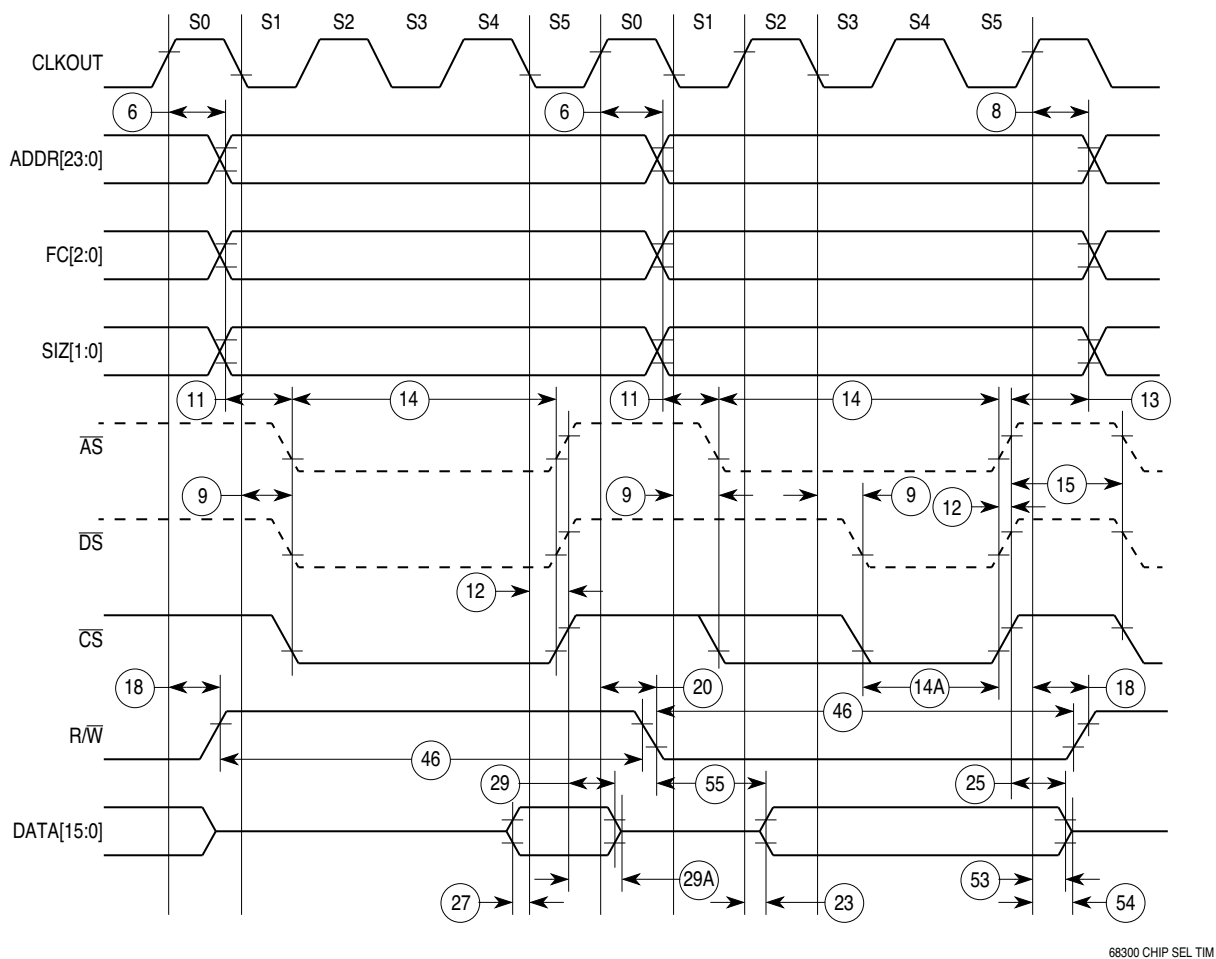 S0 S1 S2 S3 S4 S5 S0 S1 S2 S3 S4 S5
CLKOUT
6 6 8
ADDR[23:0]
FC[2:0]
SIZ[1:0]
11 14 11 14 13
AS
9 9 9 12 15
DS
12
CS
18 20 14A 18
46
R/W
46
29 55 25
DATA[15:0]
29A 53
27 23 54
68300 CHIP SEL TIM